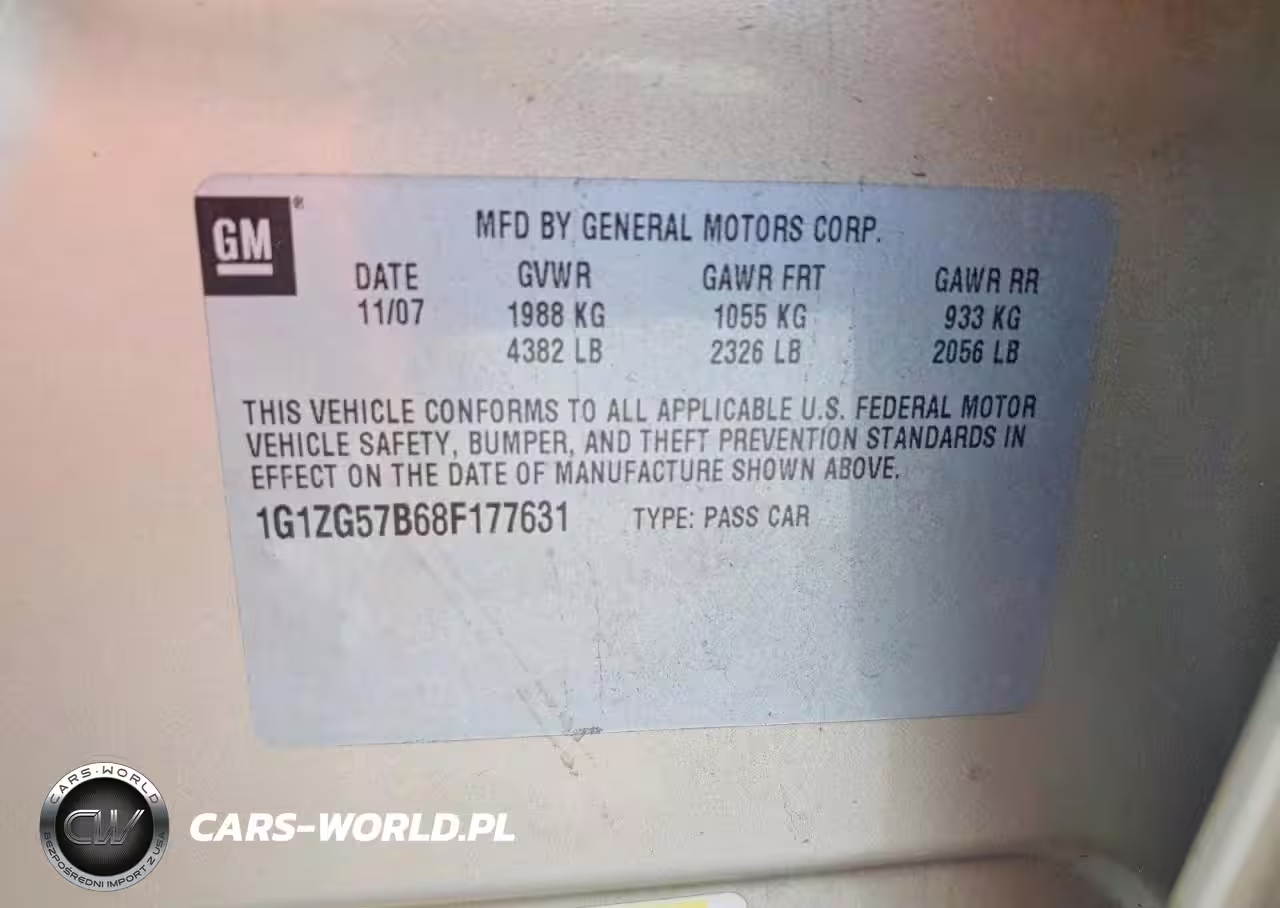 GM ®
MFD BY GENERAL MOTORS CORP.
DATE GVWR GAWR FRT GAWR RR
11/07 1988 KG 1055 KG 933 KG
4382 LB 2326 LB 2056 LB
THIS VEHICLE CONFORMS TO ALL APPLICABLE U.S. FEDERAL MOTOR
VEHICLE SAFETY, BUMPER, AND THEFT PREVENTION STANDARDS IN
EFFECT ON THE DATE OF MANUFACTURE SHOWN ABOVE.
1G1ZG57B68F177631 TYPE: PASS CAR
CARS-WORLD
CW
BEZPOŚREDNI IMPORT Z USA
CARS-WORLD.PL